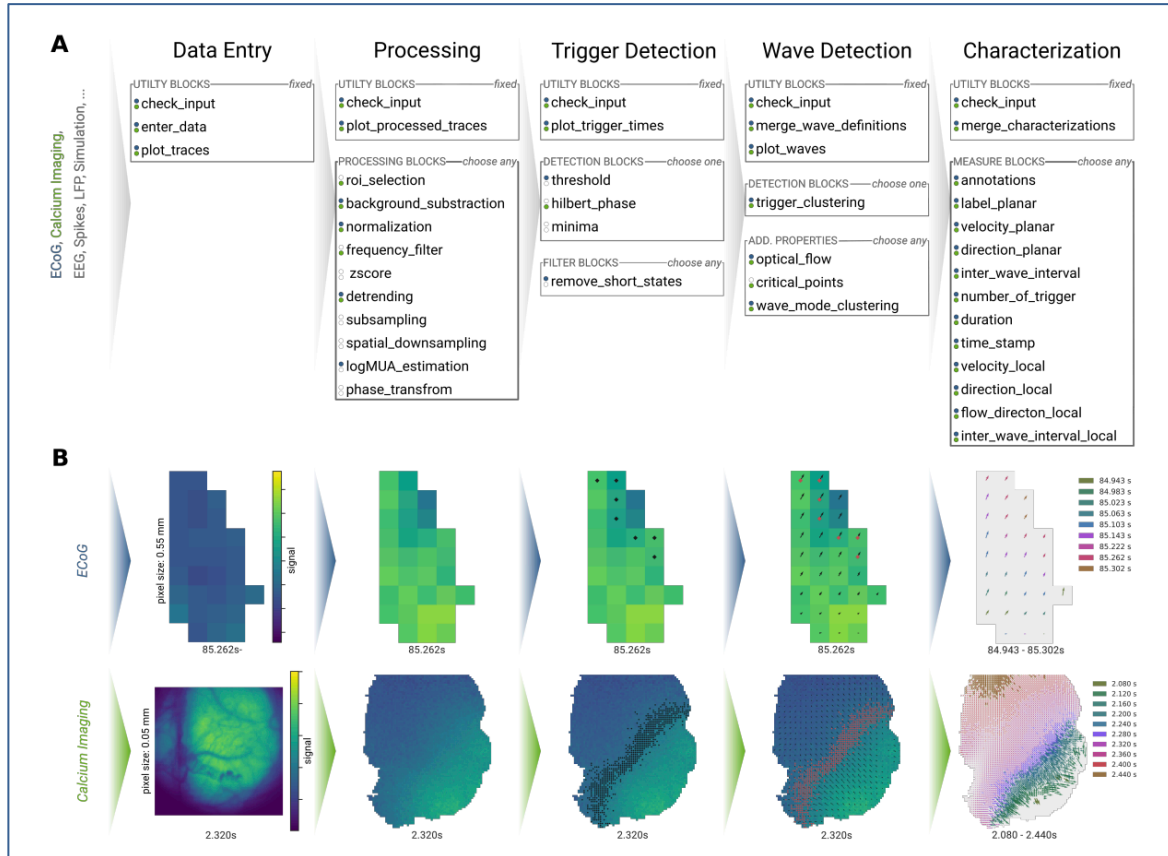 A
Data Entry
Processing
Trigger Detection
Wave Detection
Characterization
ECoG, Calcium Imaging,
EEG, Spikes, LFP, Simulation, ...
UTILTY BLOCKS fixed
check_input
enter_data
plot_traces
UTILITY BLOCKS fixed
check_input
plot_processed_traces
PROCESSING BLOCKS choose any
roi_selection
background_substraction
normalization
frequency_filter
zscore
detrending
subsampling
spatial_downsampling
logMUA_estimation
phase_transfrom
UTILITY BLOCKS fixed
check_input
plot_trigger_times
DETECTION BLOCKS choose one
threshold
hilbert_phase
minima
FILTER BLOCKS choose any
remove_short_states
UTILITY BLOCKS fixed
check_input
merge_wave_definitions
plot_waves
DETECTION BLOCKS choose one
trigger_clustering
ADD. PROPERTIES choose any
optical_flow
critical_points
wave_mode_clustering
UTILITY BLOCKS fixed
check_input
merge_characterizations
MEASURE BLOCKS choose any
annotations
label_planar
velocity_planar
direction_planar
inter_wave_interval
number_of_trigger
duration
time_stamp
velocity_local
direction_local
flow_directon_local
inter_wave_interval_local
B
ECoG
pixel size: 0.55 mm
signal
85.262s-
85.262s
85.262s
85.262s
84.943 - 85.302s
84.943 s
84.983 s
85.023 s
85.063 s
85.103 s
85.143 s
85.222 s
85.262 s
85.302 s
Calcium Imaging
pixel size: 0.05 mm
signal
2.320s
2.320s
2.320s
2.320s
2.080 - 2.440s
2.080 s
2.120 s
2.160 s
2.200 s
2.240 s
2.280 s
2.320 s
2.360 s
2.400 s
2.440 s